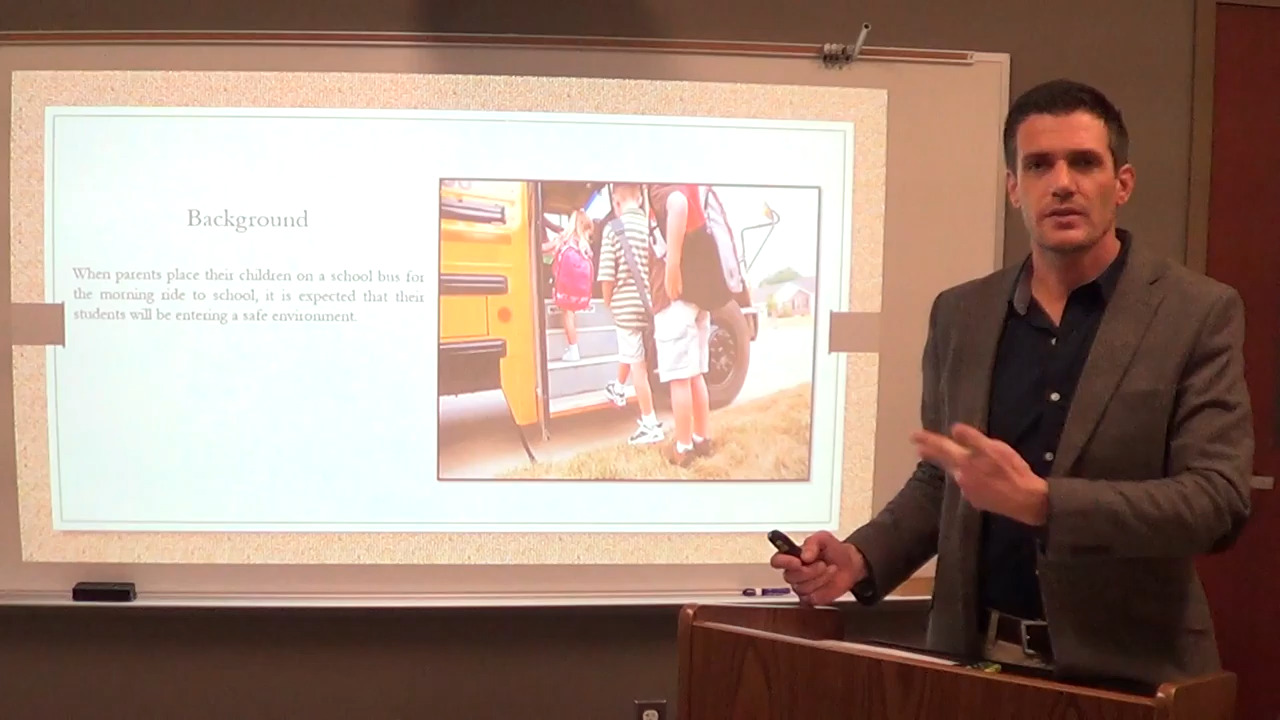 Background
When parents place their children on a school bus for
the morning ride to school, it is expected that their
students will be entering a safe environment.